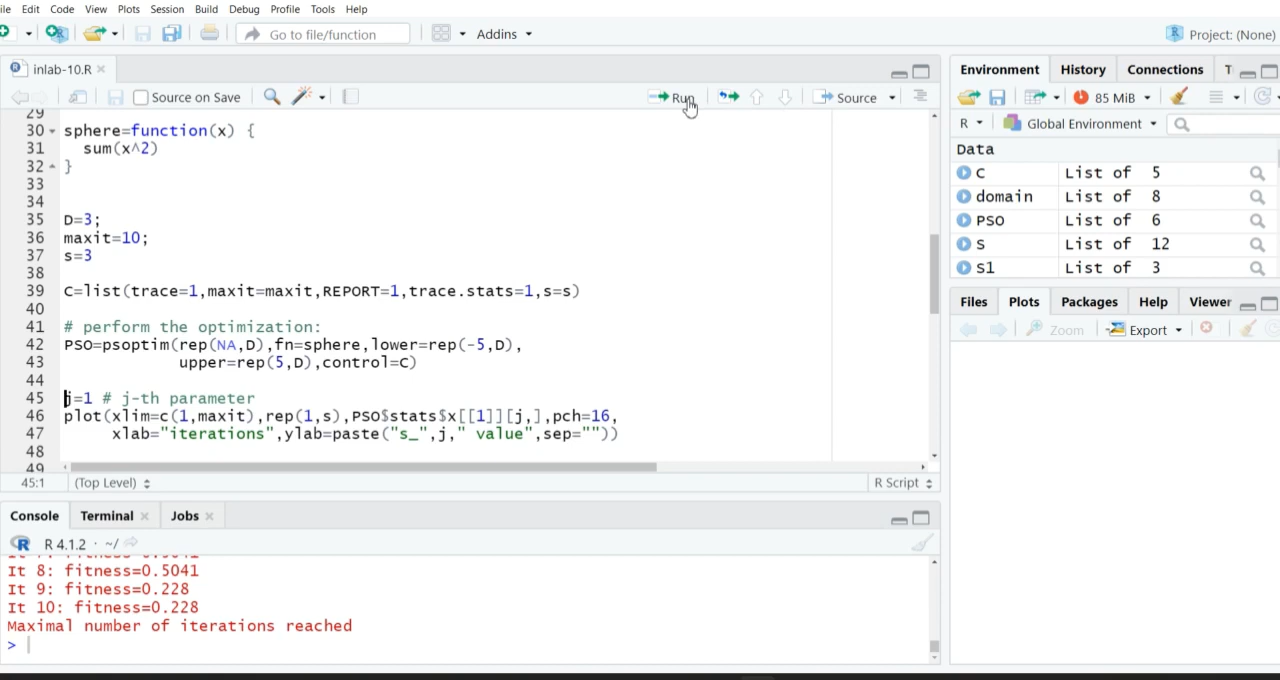 ile Edit Code View Plots Session Build Debug Profile Tools Help
Go to file/function Addins Project: (None)
inlab-10.R
Source on Save Run Source
29
30 sphere=function(x) {
31 sum(x^2)
32 }
33
34
35 D=3;
36 maxit=10;
37 s=3
38
39 C=list(trace=1,maxit=maxit,REPORT=1,trace.stats=1,s=s)
40
41 # perform the optimization:
42 PSO=psoptim(rep(NA,D),fn=sphere,lower=rep(-5,D),
43 upper=rep(5,D),control=C)
44
45 j=1 # j-th parameter
46 plot(xlim=c(1,maxit),rep(1,s),PSO$stats$x[[1]][j,],pch=16,
47 xlab="iterations",ylab=paste("s_",j," value",sep=""))
48
49
45:1 (Top Level) R Script
Console Terminal Jobs
R 4.1.2 · ~/
It 8: fitness=0.5041
It 9: fitness=0.228
It 10: fitness=0.228
Maximal number of iterations reached
>
Environment History Connections T
85 MiB
R Global Environment
Data
C List of 5
domain List of 8
PSO List of 6
S List of 12
S1 List of 3
Files Plots Packages Help Viewer
Zoom Export